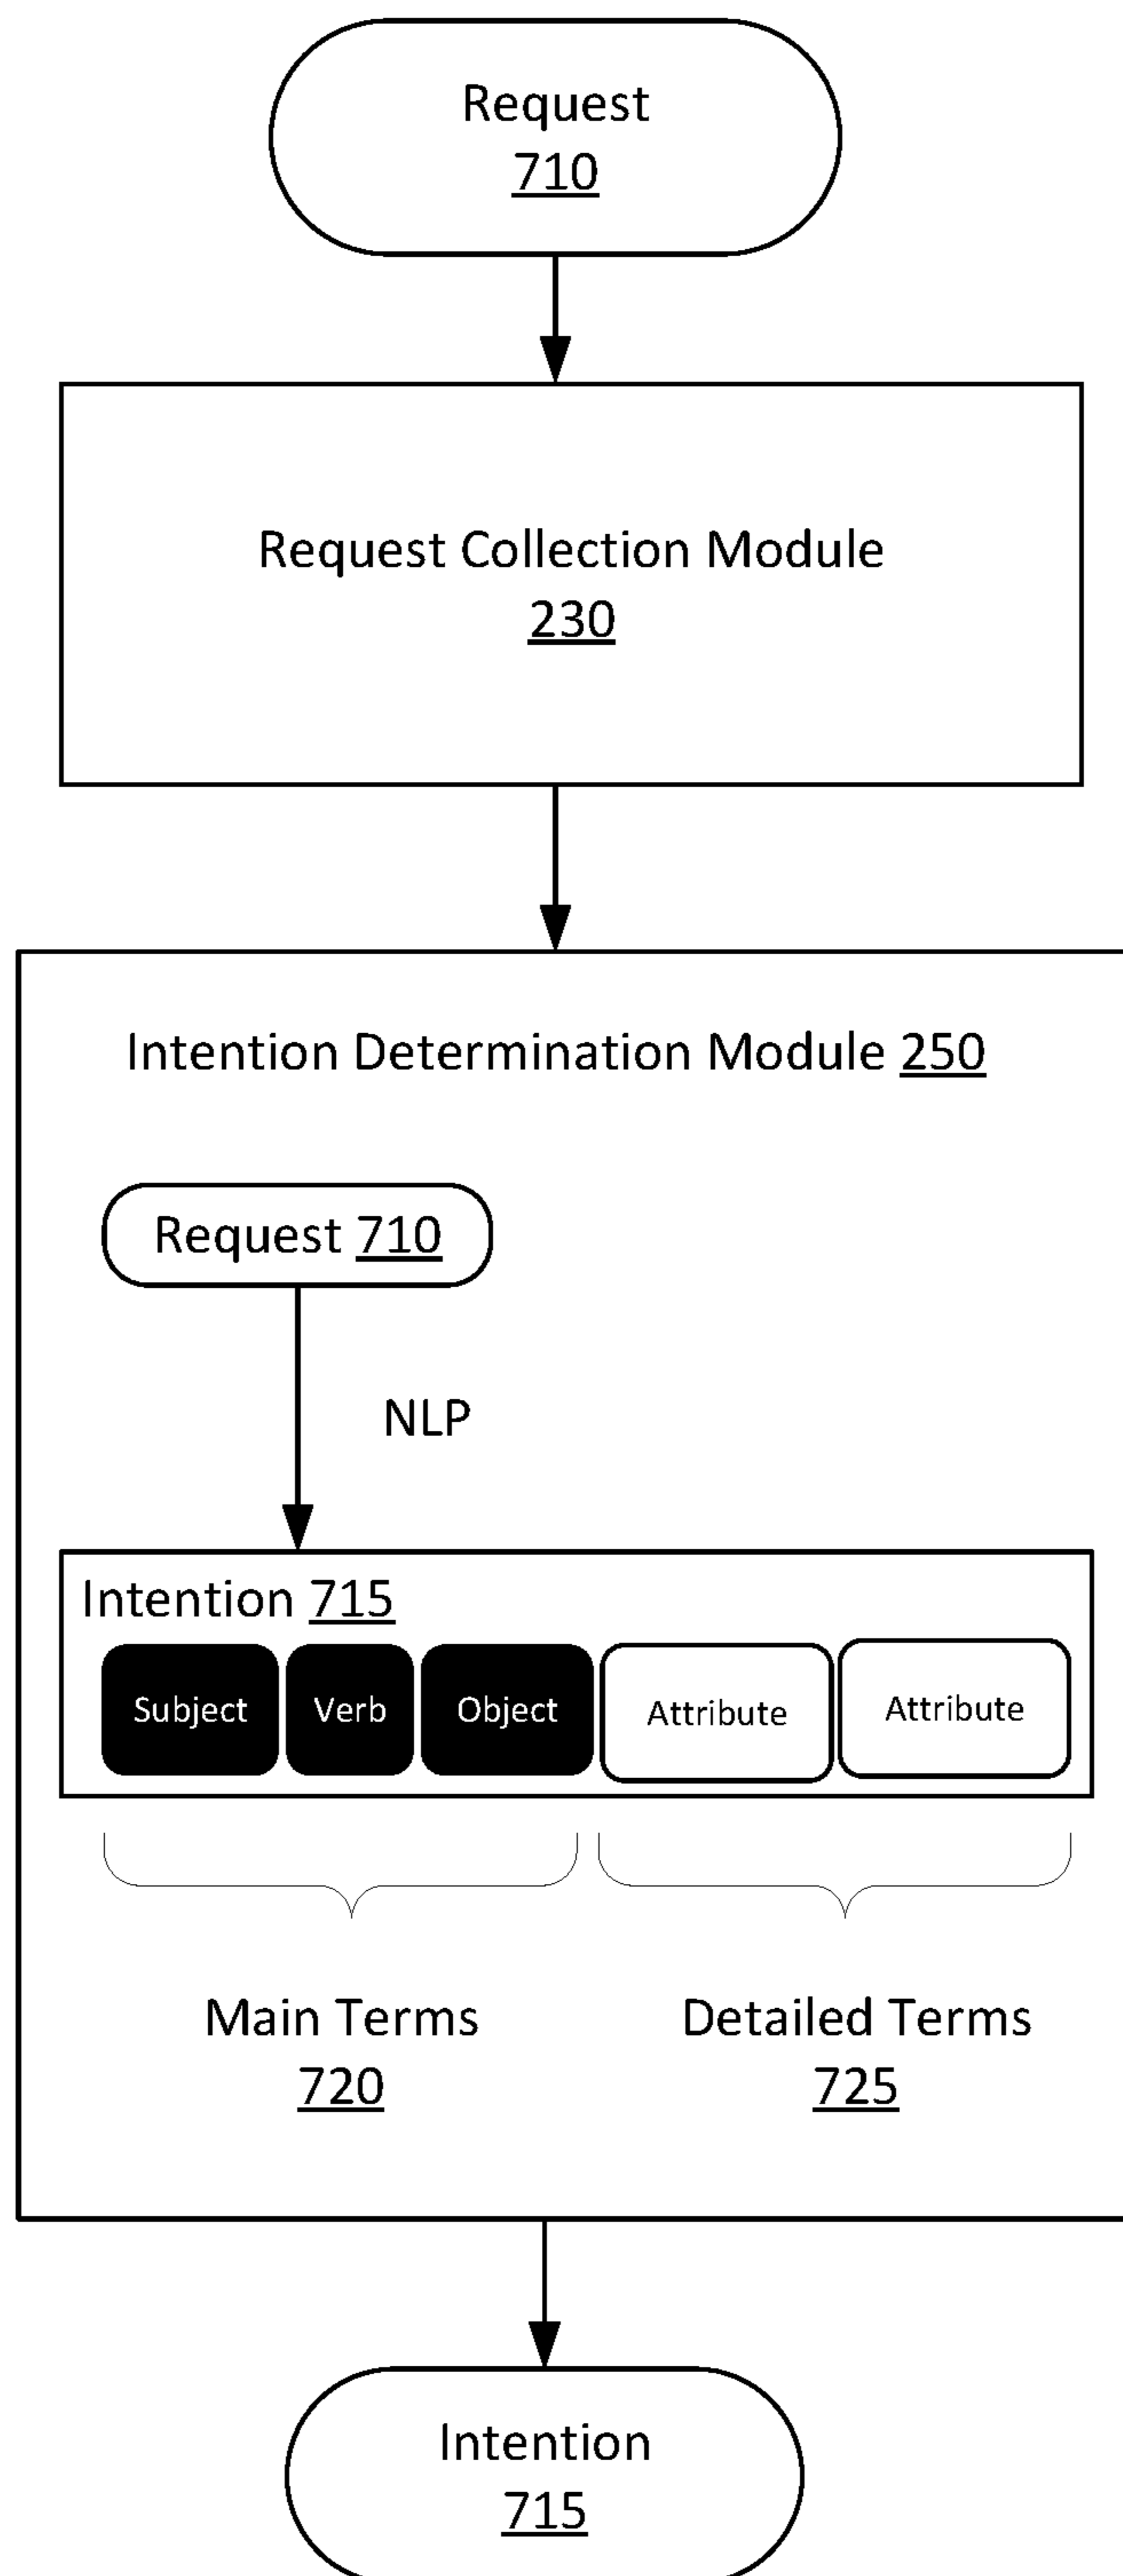 Request
710
Request Collection Module
230
Intention Determination Module 250
Request 710
NLP
Intention 715
Subject Verb Object Attribute Attribute
Main Terms
720
Detailed Terms
725
Intention
715